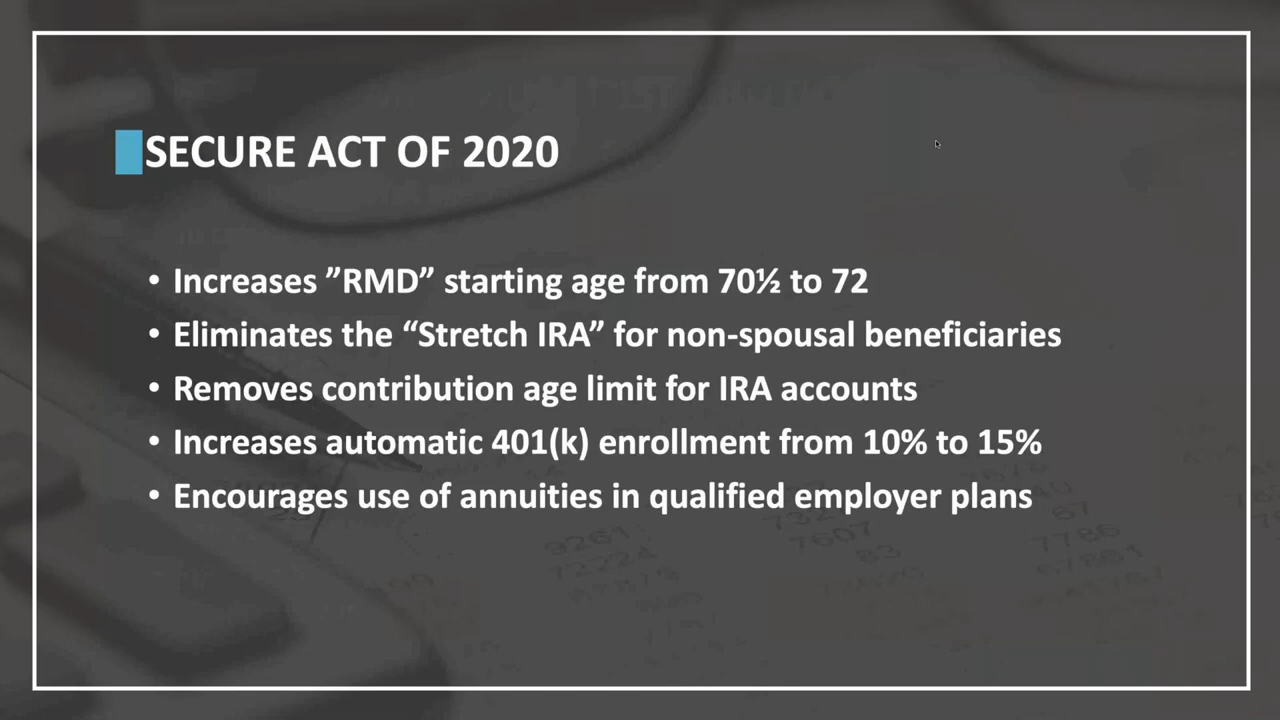 SECURE ACT OF 2020
• Increases ”RMD” starting age from 70½ to 72
• Eliminates the “Stretch IRA” for non-spousal beneficiaries
• Removes contribution age limit for IRA accounts
• Increases automatic 401(k) enrollment from 10% to 15%
• Encourages use of annuities in qualified employer plans